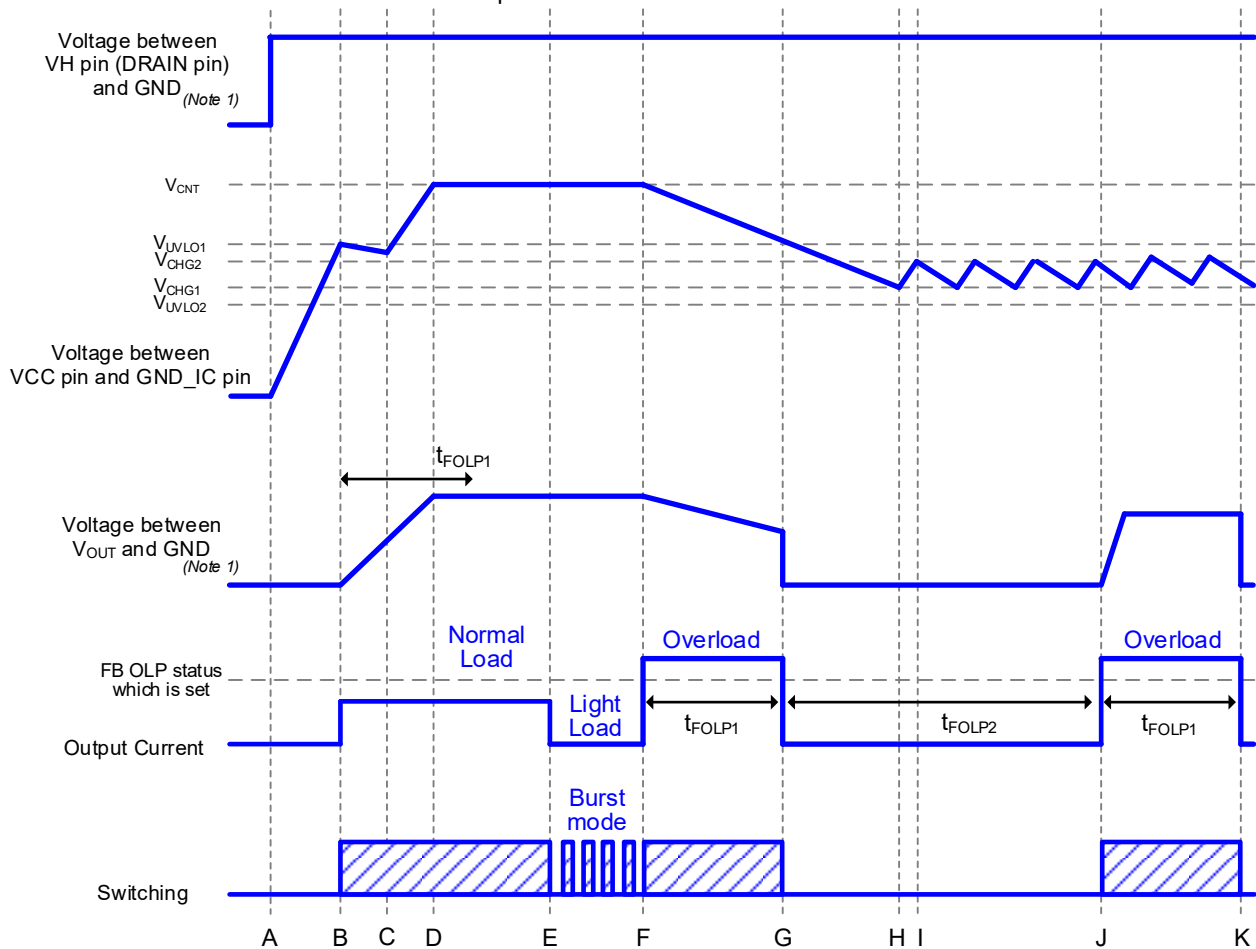 Voltage between
VH pin (DRAIN pin)
and GND (Note 1)
VCNT
VUVLO1
VCHG2
VCHG1
VUVLO2
Voltage between
VCC pin and GND_IC pin
tFOLP1
Voltage between
VOUT and GND
(Note 1)
Normal
Load
Overload
Overload
FB OLP status
which is set
Light
Load
tFOLP1
tFOLP2
tFOLP1
Output Current
Burst
mode
Switching
A B C D E F G H I J K